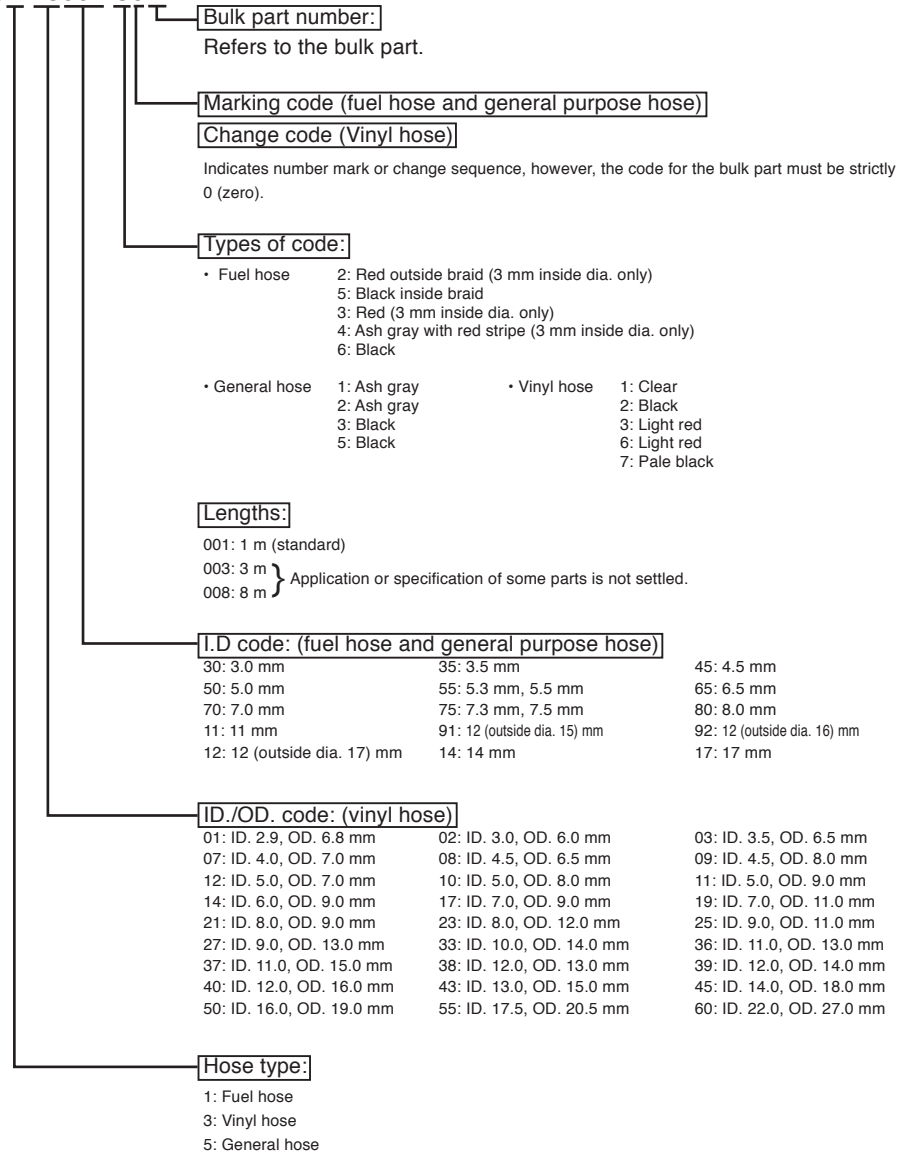 Bulk part number:
Refers to the bulk part.
Marking code (fuel hose and general purpose hose)
Change code (Vinyl hose)
Indicates number mark or change sequence, however, the code for the bulk part must be strictly
0 (zero).
Types of code:
・ Fuel hose 2: Red outside braid (3 mm inside dia. only)
5: Black inside braid
3: Red (3 mm inside dia. only)
4: Ash gray with red stripe (3 mm inside dia. only)
6: Black
・General hose 1: Ash gray ・Vinyl hose 1: Clear
2: Ash gray 2: Black
3: Black 3: Light red
5: Black 6: Light red
7: Pale black
Lengths:
001: 1 m (standard)
003: 3 m
} Application or specification of some parts is not settled.
008: 8 m
I.D code: (fuel hose and general purpose hose)
30: 3.0 mm 35: 3.5 mm 45: 4.5 mm
50: 5.0 mm 55: 5.3 mm, 5.5 mm 65: 6.5 mm
70: 7.0 mm 75: 7.3 mm, 7.5 mm 80: 8.0 mm
11: 11 mm 91: 12 (outside dia. 15) mm 92: 12 (outside dia. 16) mm
12: 12 (outside dia. 17) mm 14: 14 mm 17: 17 mm
ID./OD. code: (vinyl hose)
01: ID. 2.9, OD. 6.8 mm 02: ID. 3.0, OD. 6.0 mm 03: ID. 3.5, OD. 6.5 mm
07: ID. 4.0, OD. 7.0 mm 08: ID. 4.5, OD. 6.5 mm 09: ID. 4.5, OD. 8.0 mm
12: ID. 5.0, OD. 7.0 mm 10: ID. 5.0, OD. 8.0 mm 11: ID. 5.0, OD. 9.0 mm
14: ID. 6.0, OD. 9.0 mm 17: ID. 7.0, OD. 9.0 mm 19: ID. 7.0, OD. 11.0 mm
21: ID. 8.0, OD. 9.0 mm 23: ID. 8.0, OD. 12.0 mm 25: ID. 9.0, OD. 11.0 mm
27: ID. 9.0, OD. 13.0 mm 33: ID. 10.0, OD. 14.0 mm 36: ID. 11.0, OD. 13.0 mm
37: ID. 11.0, OD. 15.0 mm 38: ID. 12.0, OD. 13.0 mm 39: ID. 12.0, OD. 14.0 mm
40: ID. 12.0, OD. 16.0 mm 43: ID. 13.0, OD. 15.0 mm 45: ID. 14.0, OD. 18.0 mm
50: ID. 16.0, OD. 19.0 mm 55: ID. 17.5, OD. 20.5 mm 60: ID. 22.0, OD. 27.0 mm
Hose type:
1: Fuel hose
3: Vinyl hose
5: General hose